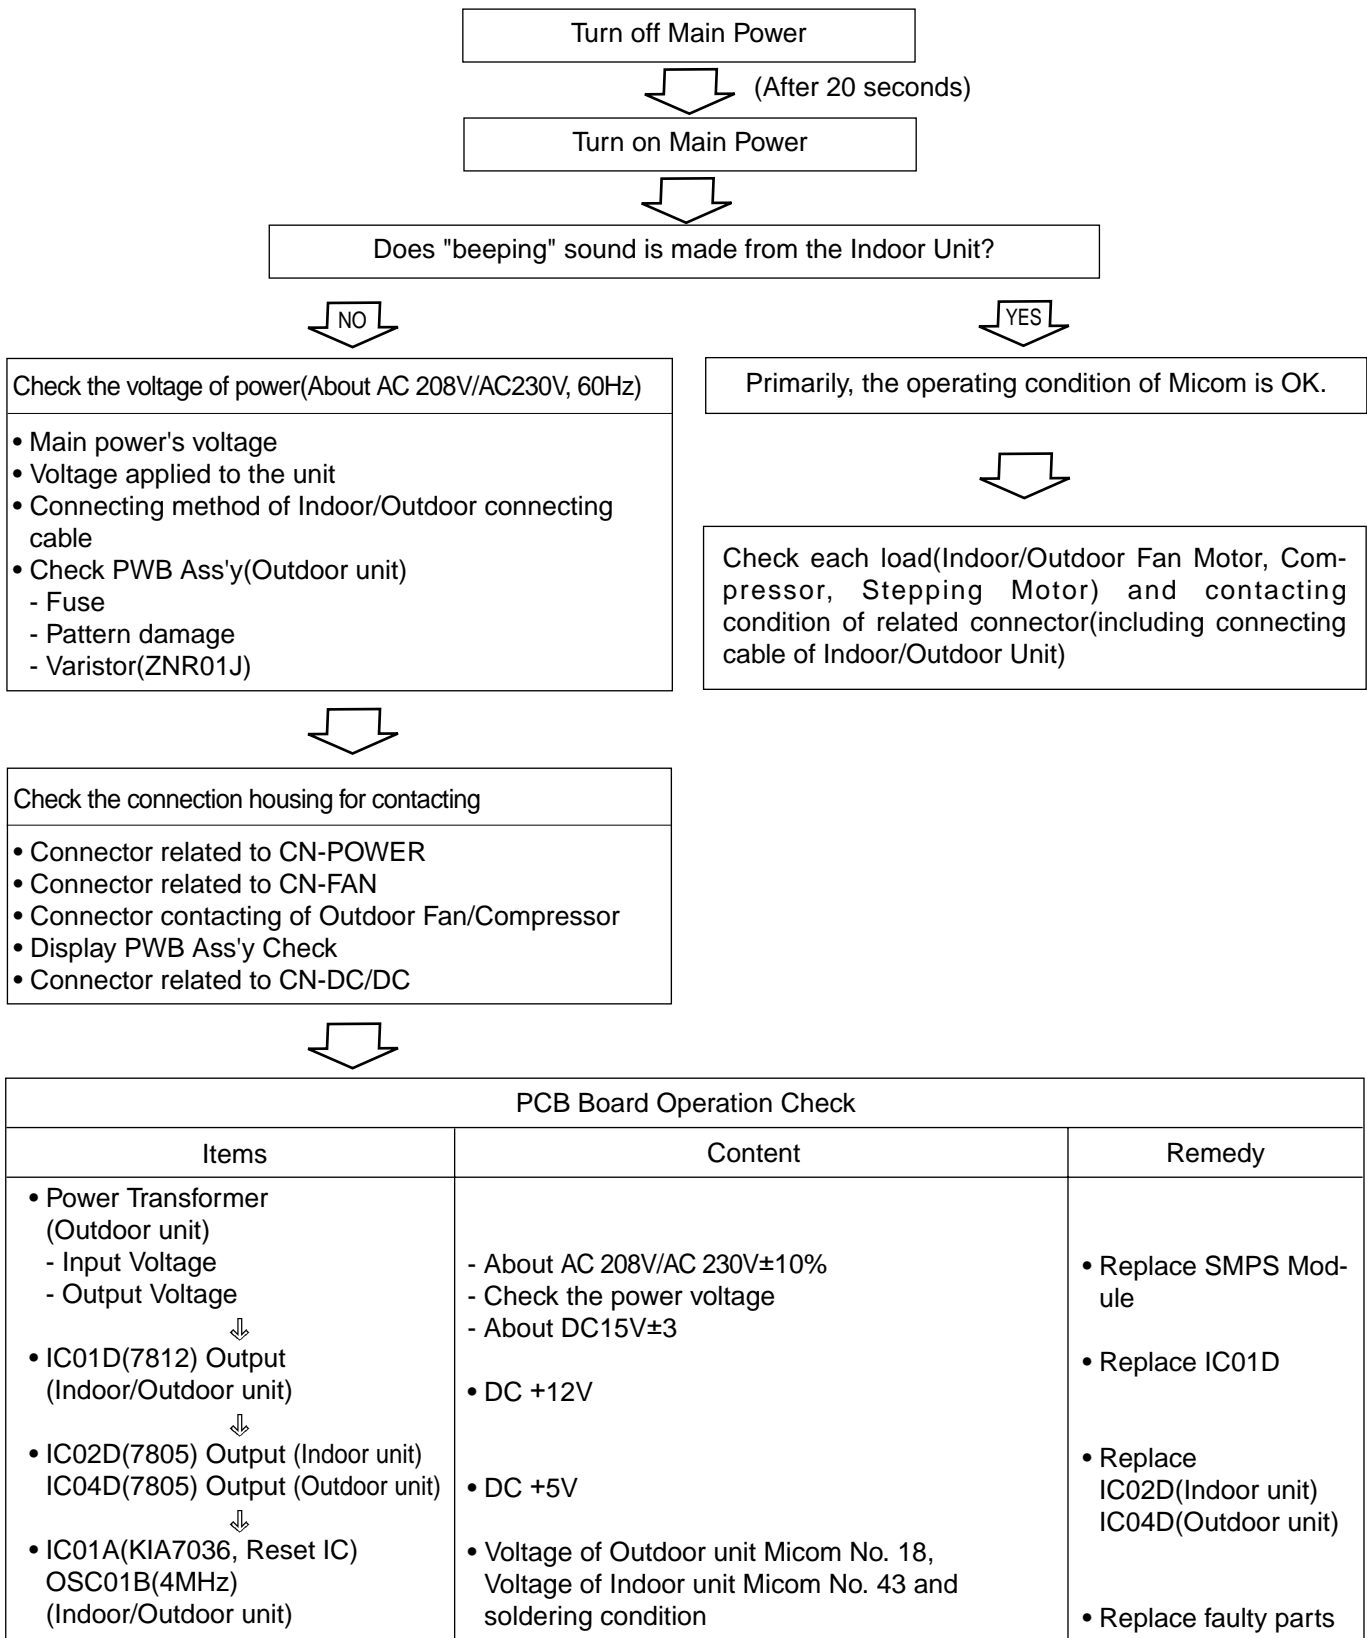 Turn off Main Power
(After 20 seconds)
Turn on Main Power
Does "beeping" sound is made from the Indoor Unit?
NO
YES
Check the voltage of power(About AC 208V/AC230V, 60Hz)
• Main power's voltage
• Voltage applied to the unit
• Connecting method of Indoor/Outdoor connecting
cable
• Check PWB Ass'y(Outdoor unit)
- Fuse
- Pattern damage
- Varistor(ZNR01J)
Primarily, the operating condition of Micom is OK.
Check each load(Indoor/Outdoor Fan Motor, Com-
pressor, Stepping Motor) and contacting
condition of related connector(including connecting
cable of Indoor/Outdoor Unit)
Check the connection housing for contacting
• Connector related to CN-POWER
• Connector related to CN-FAN
• Connector contacting of Outdoor Fan/Compressor
• Display PWB Ass'y Check
• Connector related to CN-DC/DC
PCB Board Operation Check
Items
Content
Remedy
• Power Transformer
(Outdoor unit)
- Input Voltage
- Output Voltage
- About AC 208V/AC 230V±10%
- Check the power voltage
- About DC15V±3
• Replace SMPS Mod-
ule
• IC01D(7812) Output
(Indoor/Outdoor unit)
• DC +12V
• Replace IC01D
• IC02D(7805) Output (Indoor unit)
IC04D(7805) Output (Outdoor unit)
• DC +5V
• Replace
IC02D(Indoor unit)
IC04D(Outdoor unit)
• IC01A(KIA7036, Reset IC)
OSC01B(4MHz)
(Indoor/Outdoor unit)
• Voltage of Outdoor unit Micom No. 18,
Voltage of Indoor unit Micom No. 43 and
soldering condition
• Replace faulty parts